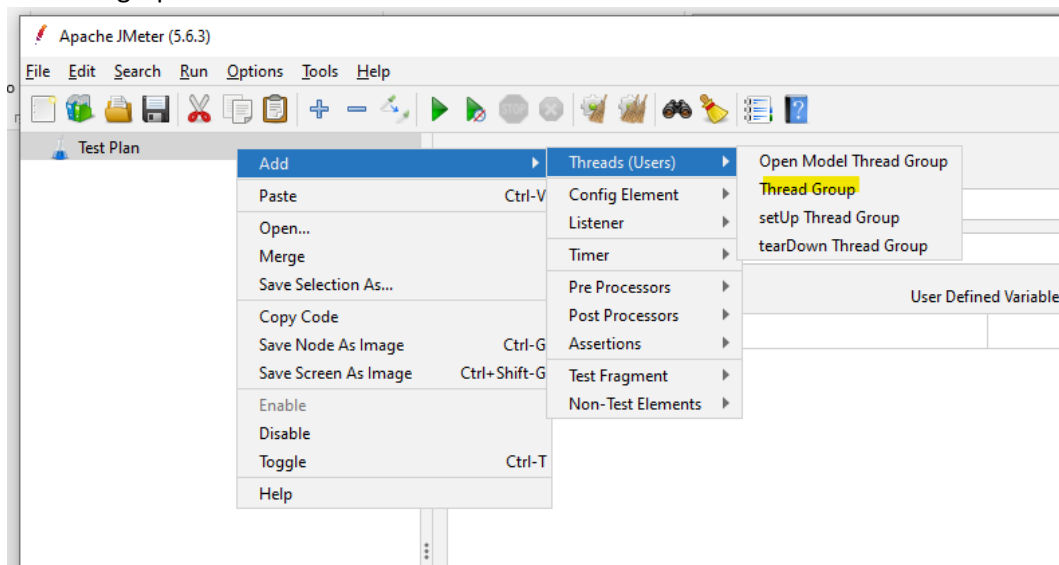 Apache JMeter (5.6.3)
File Edit Search Run Options Tools Help
STOP
Test Plan
Add
Paste Ctrl-V
Open...
Merge
Save Selection As...
Copy Code
Save Node As Image Ctrl-G
Save Screen As Image Ctrl+Shift-G
Enable
Disable
Toggle Ctrl-T
Help
Threads (Users)
Config Element
Listener
Timer
Pre Processors
Post Processors
Assertions
Test Fragment
Non-Test Elements
Open Model Thread Group
Thread Group
setUp Thread Group
tearDown Thread Group
User Defined Variable